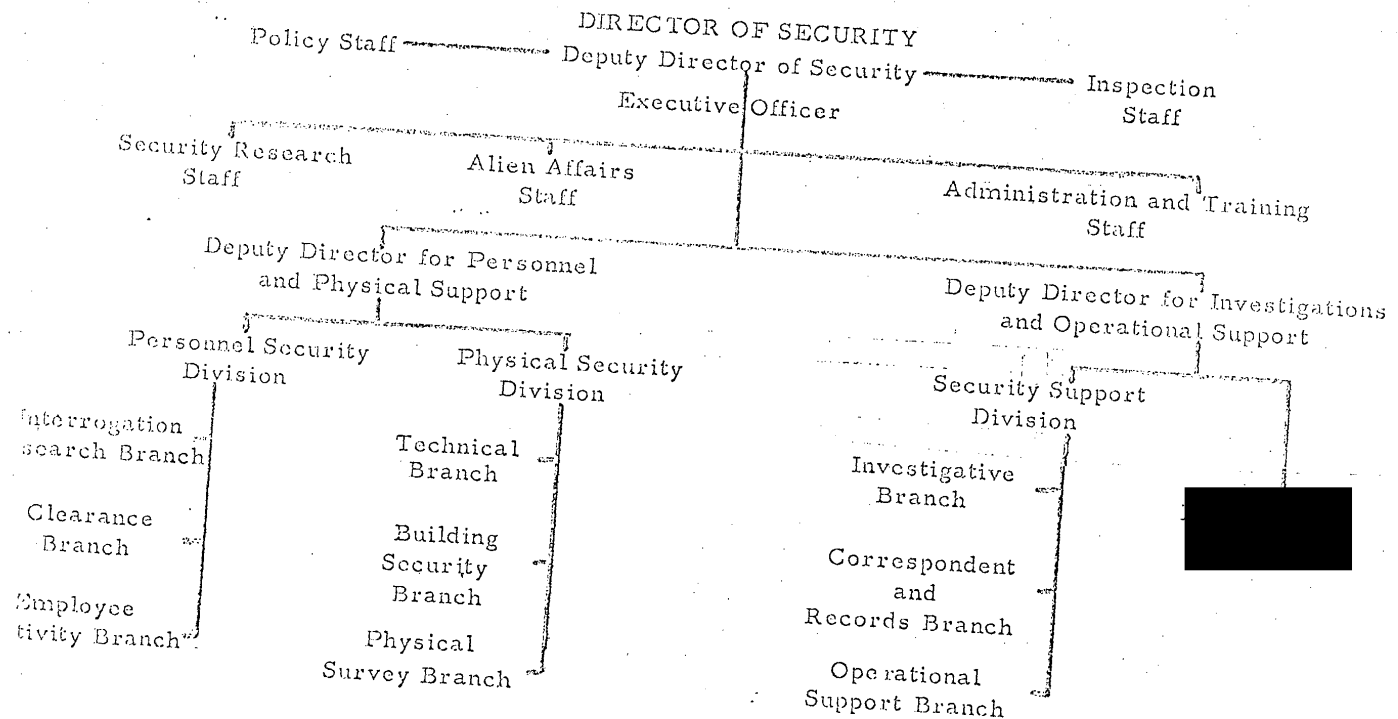 DIRECTOR OF SECURITY
Policy Staff
Deputy Director of Security
Inspection
Staff
Executive Officer
Security Research
Staff
Alien Affairs
Staff
Administration and Training
Staff
Deputy Director for Personnel
and Physical Support
Deputy Director for Investigations
and Operational Support
Personnel Security
Division
Physical Security
Division
Security Support
Division
Interrogation
search Branch
Clearance
Branch
Employee
tivity Branch
Technical
Branch
Building
Security
Branch
Physical
Survey Branch
Investigative
Branch
Correspondent
and
Records Branch
Operational
Support Branch